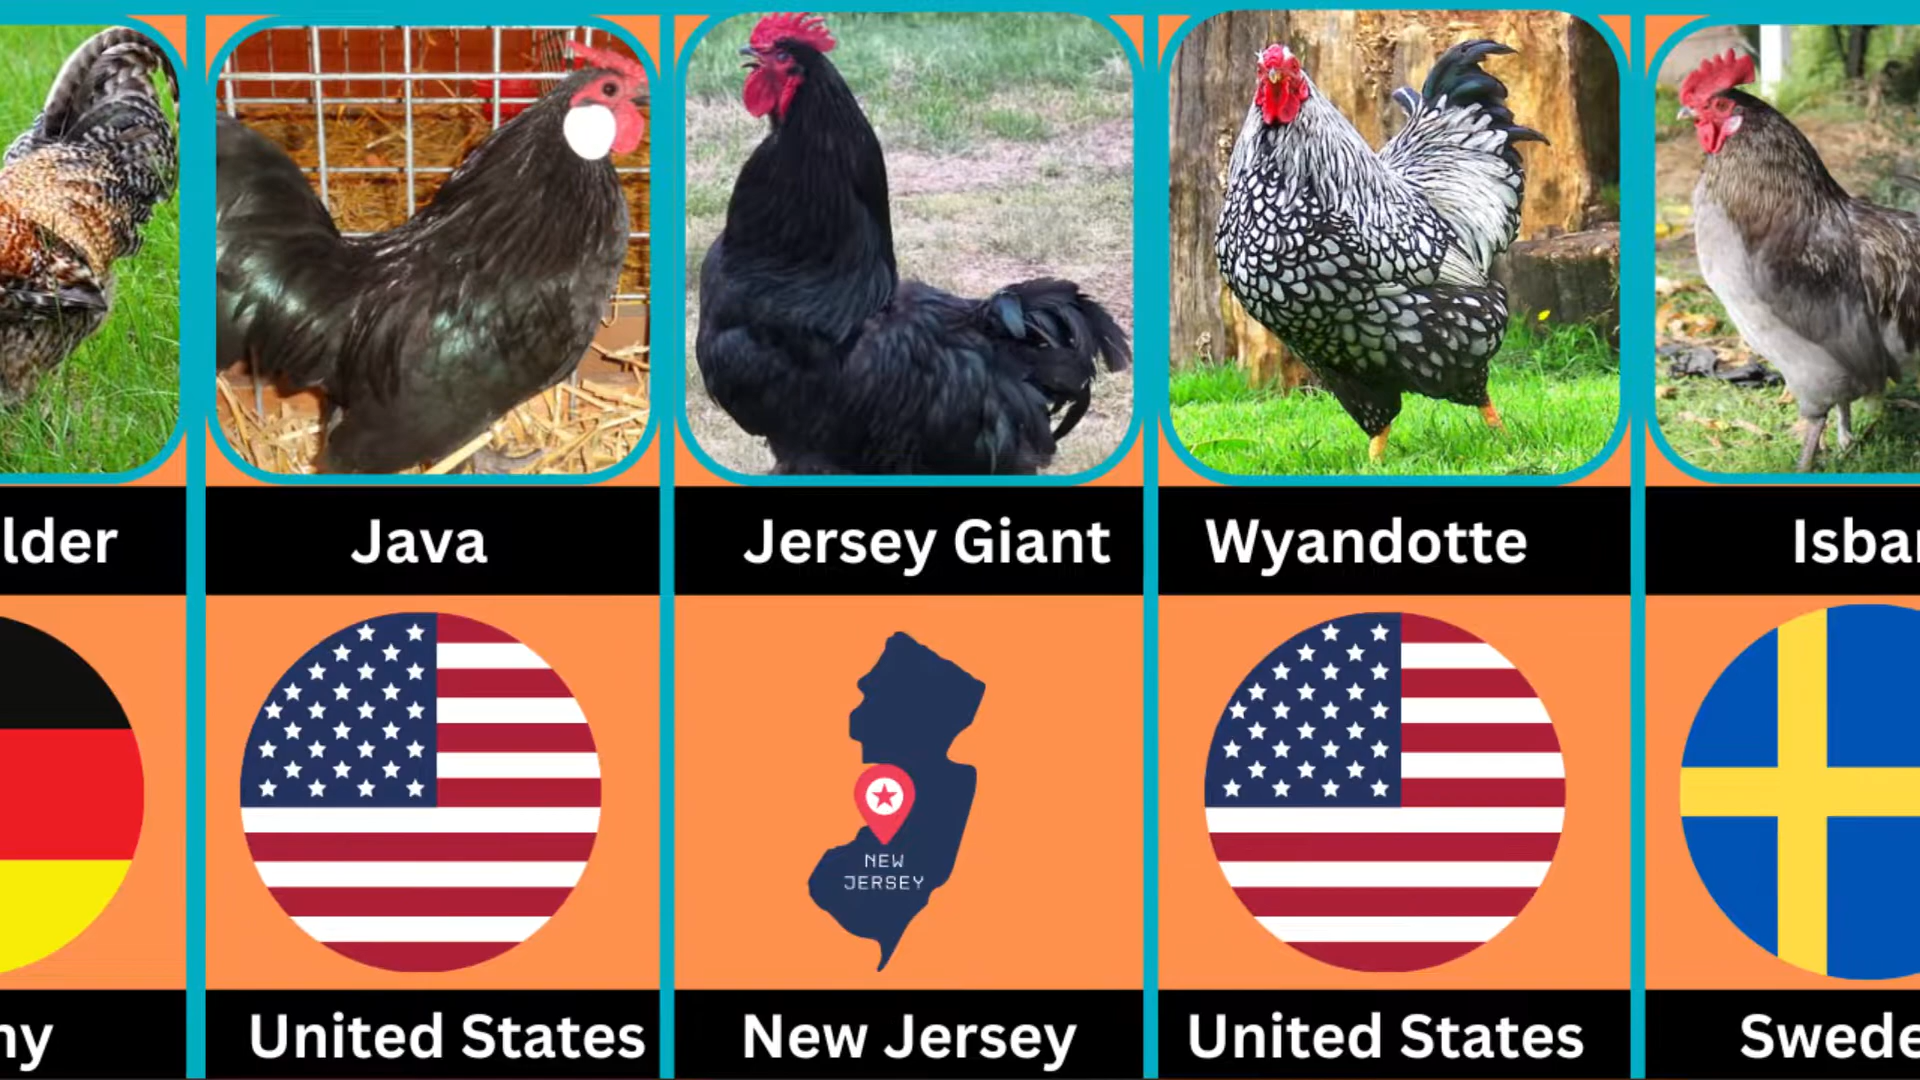 lder
Java
Jersey Giant
Wyandotte
Isba
NEW
JERSEY
ny
United States
New Jersey
United States
Swede